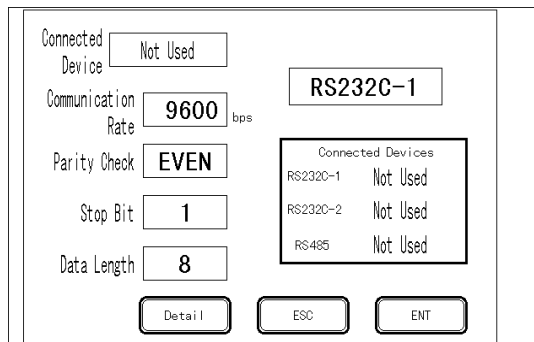 Connected Device Not Used
Communication Rate 9600 bps
Parity Check EVEN
Stop Bit 1
Data Length 8
RS232C-1
Connected Devices
RS232C-1 Not Used
RS232C-2 Not Used
RS485 Not Used
Detail ESC ENT